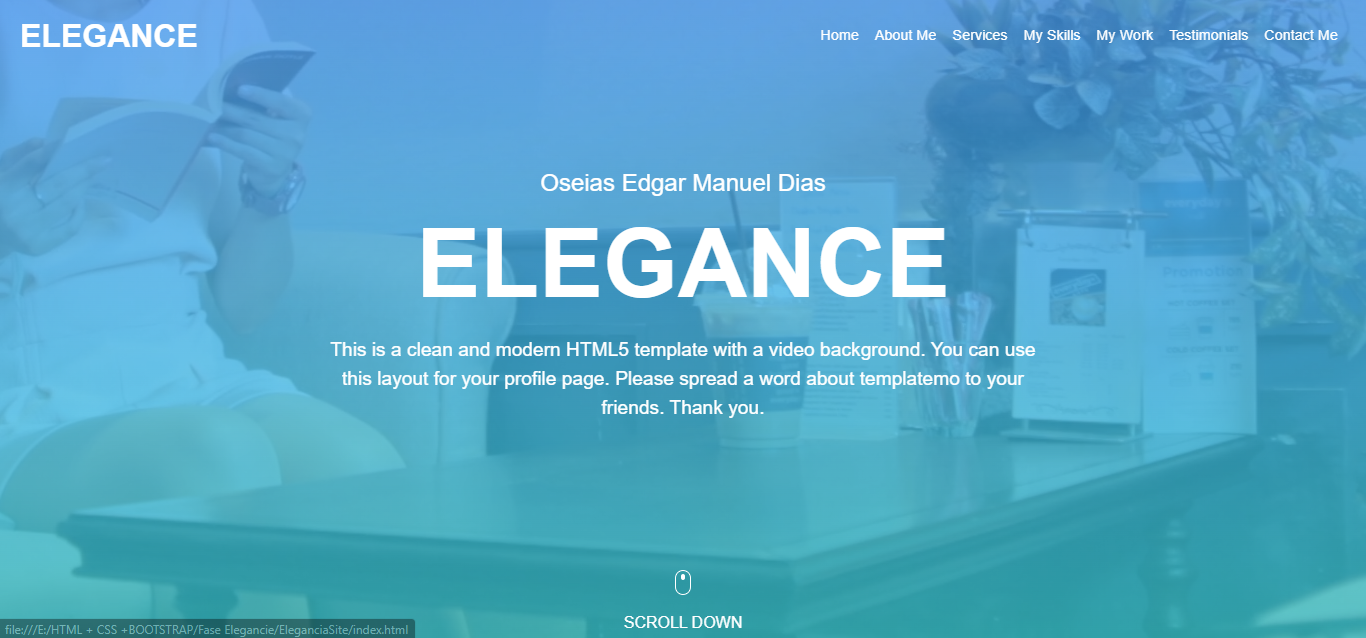 ELEGANCE
Home About Me Services My Skills My Work Testimonials Contact Me
Oseias Edgar Manuel Dias
ELEGANCE
This is a clean and modern HTML5 template with a video background. You can use
this layout for your profile page. Please spread a word about templatemo to your
friends. Thank you.
everyday's
Promotion
SCROLL DOWN
file:///E:/HTML + CSS +BOOTSTRAP/Fase Elegancie/EleganciaSite/index.html